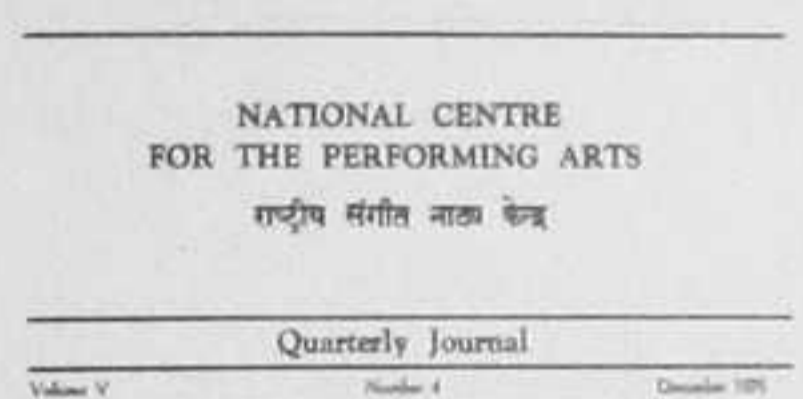 NATIONAL CENTRE
FOR THE PERFORMING ARTS
राष्ट्रीय संगीत नाट्य केन्द्र
Quarterly Journal
Volume V Number 4 December